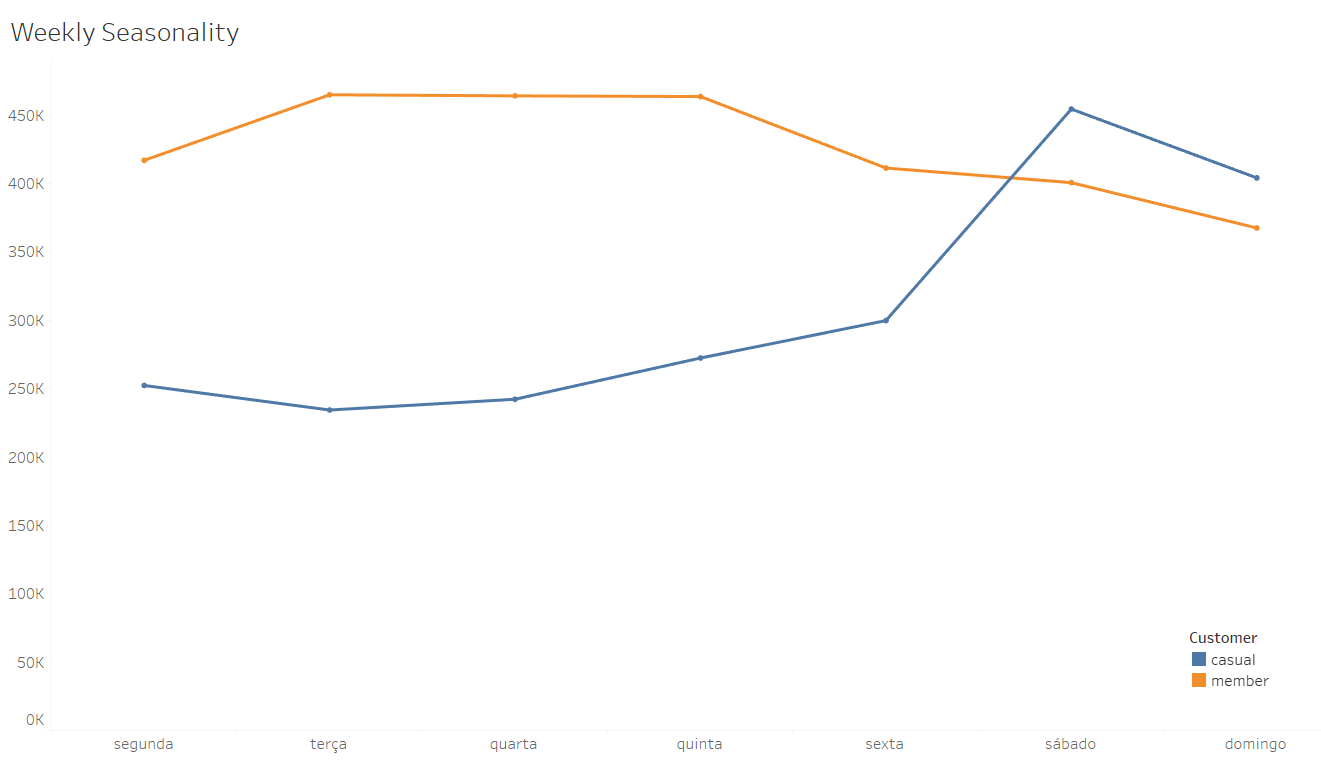 Weekly Seasonality
450K
400K
350K
300K
250K
200K
150K
100K
50K
0K
Customer
casual
member
segunda terça quarta quinta sexta sábado domingo